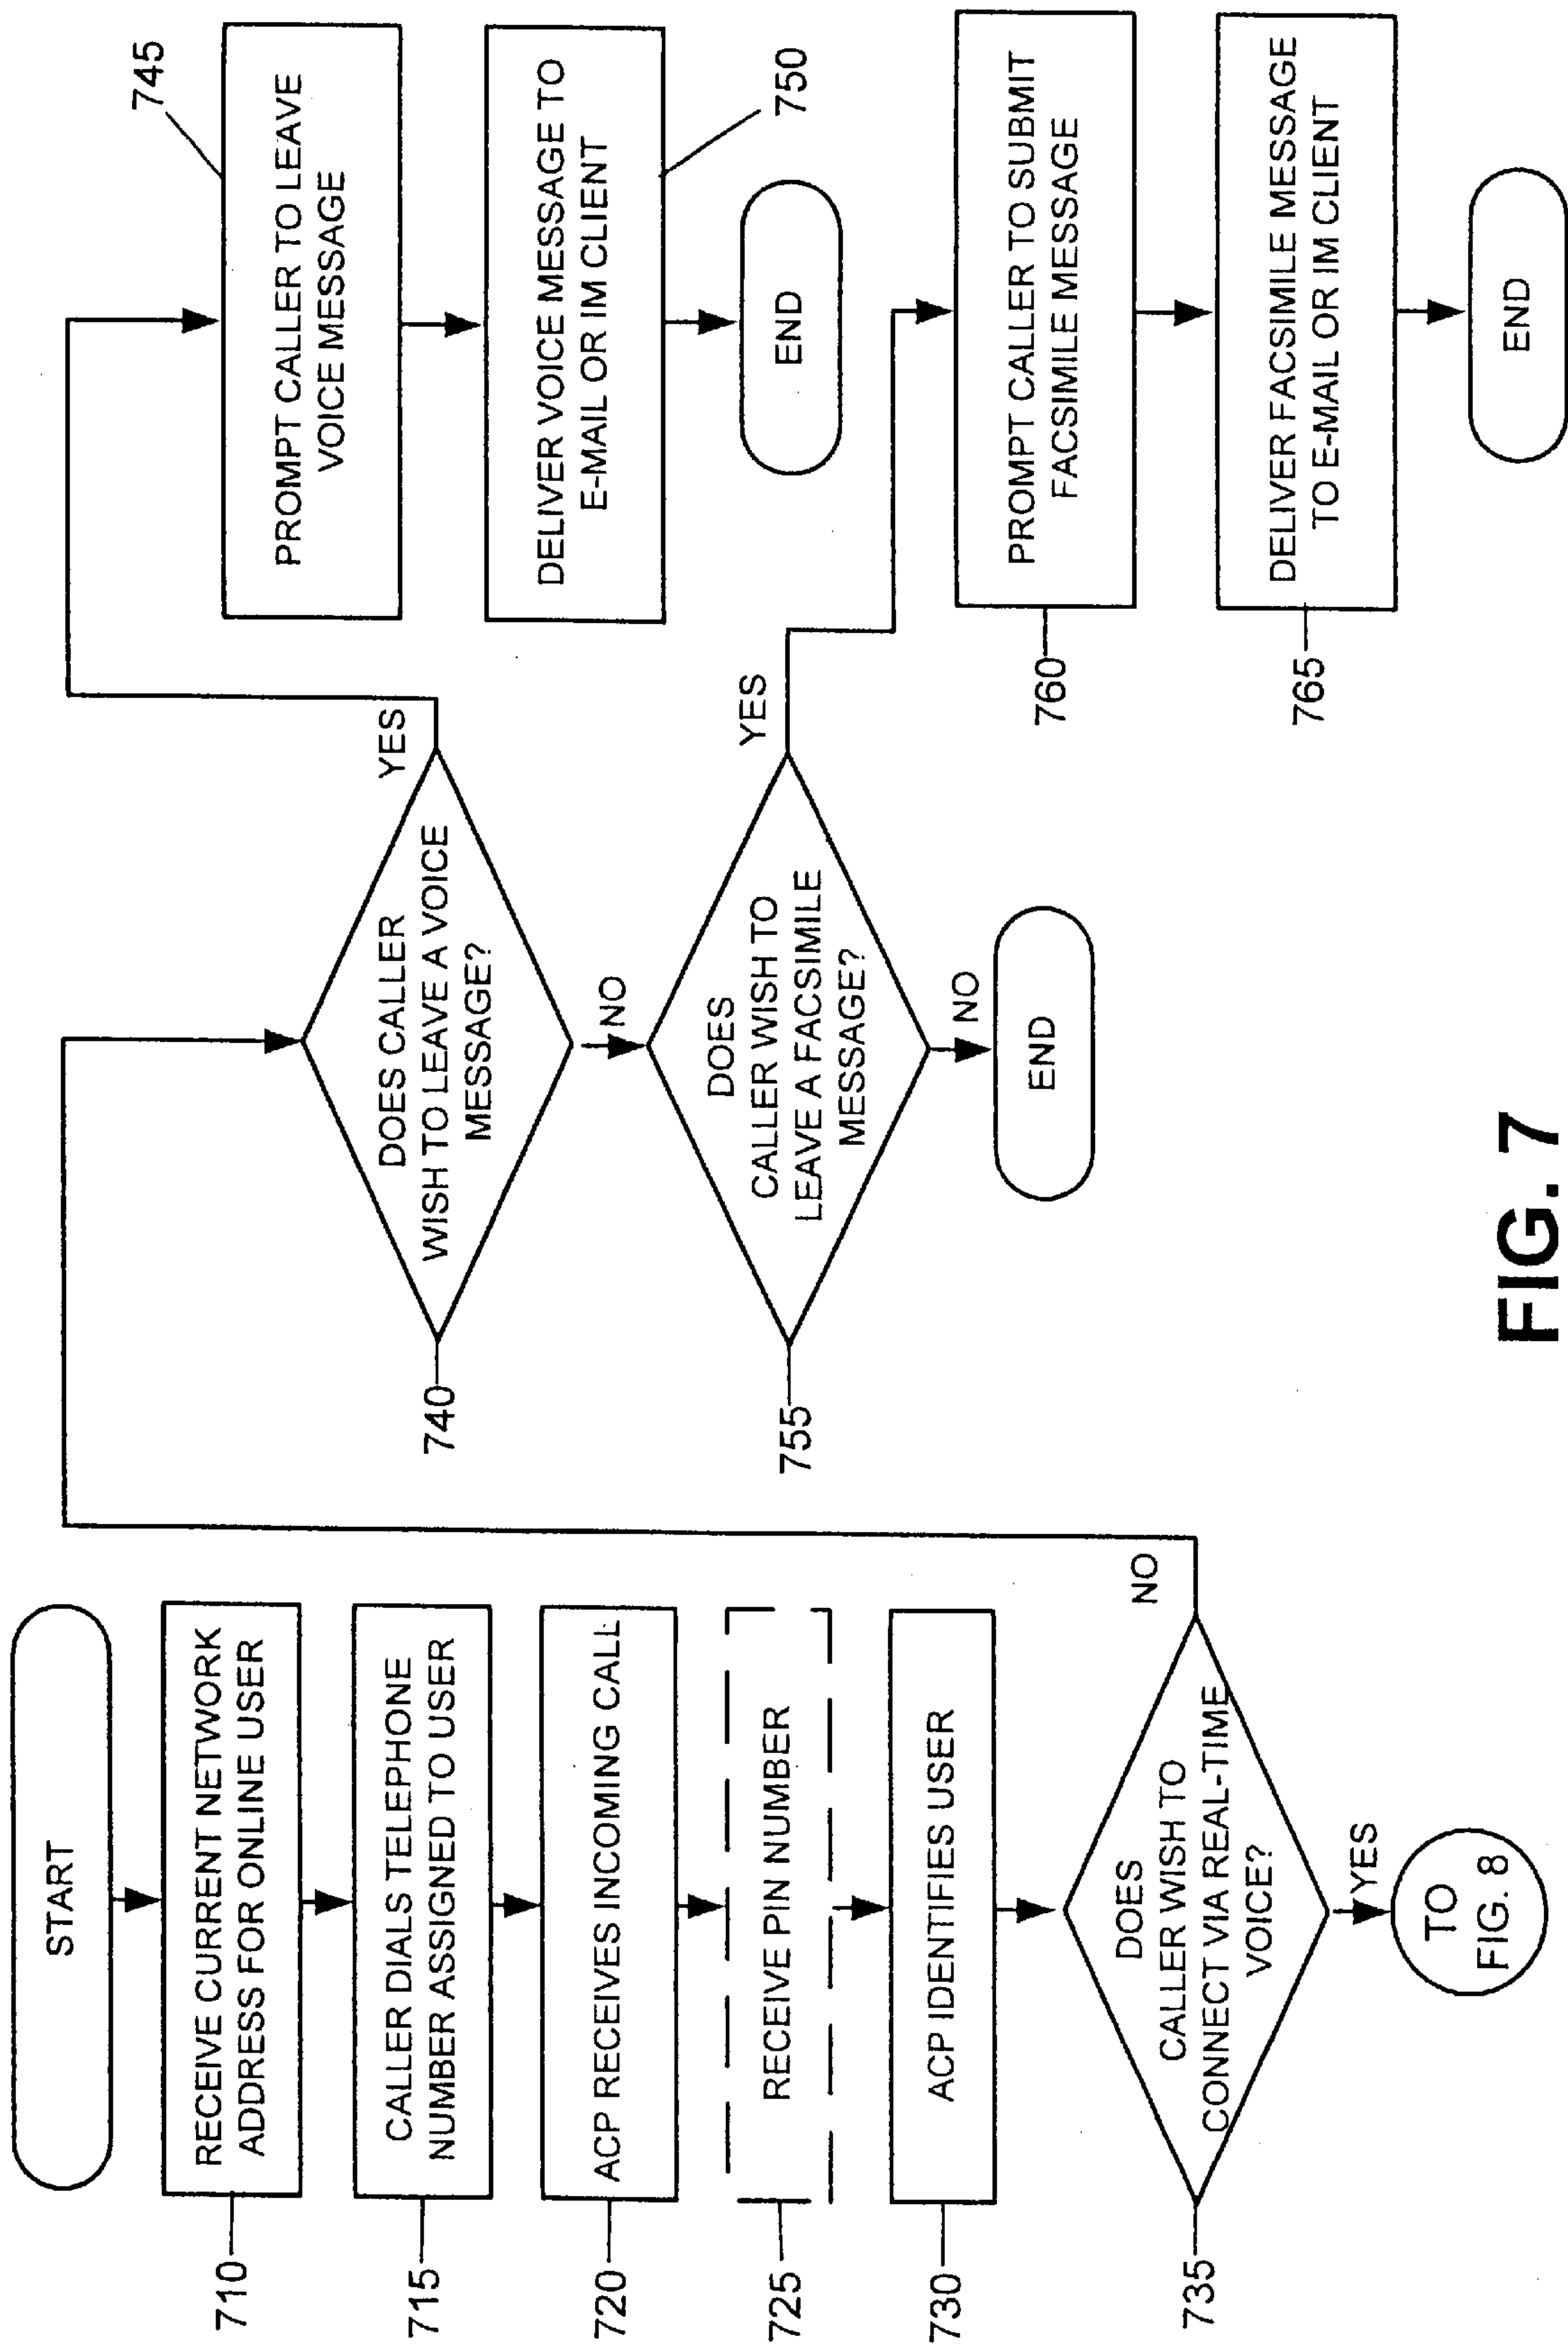 START
710
RECEIVE CURRENT NETWORK
ADDRESS FOR ONLINE USER
715
CALLER DIALS TELEPHONE
NUMBER ASSIGNED TO USER
720
ACP RECEIVES INCOMING CALL
725
RECEIVE PIN NUMBER
730
ACP IDENTIFIES USER
735
DOES
CALLER WISH TO
CONNECT VIA REAL-TIME
VOICE?
NO
YES
TO
FIG. 8
740
DOES CALLER
WISH TO LEAVE A VOICE
MESSAGE?
YES
NO
755
DOES
CALLER WISH TO
LEAVE A FACSIMILE
MESSAGE?
YES
NO
END
745
PROMPT CALLER TO LEAVE
VOICE MESSAGE
DELIVER VOICE MESSAGE TO
E-MAIL OR IM CLIENT
750
END
760
PROMPT CALLER TO SUBMIT
FACSIMILE MESSAGE
765
DELIVER FACSIMILE MESSAGE
TO E-MAIL OR IM CLIENT
END
FIG. 7